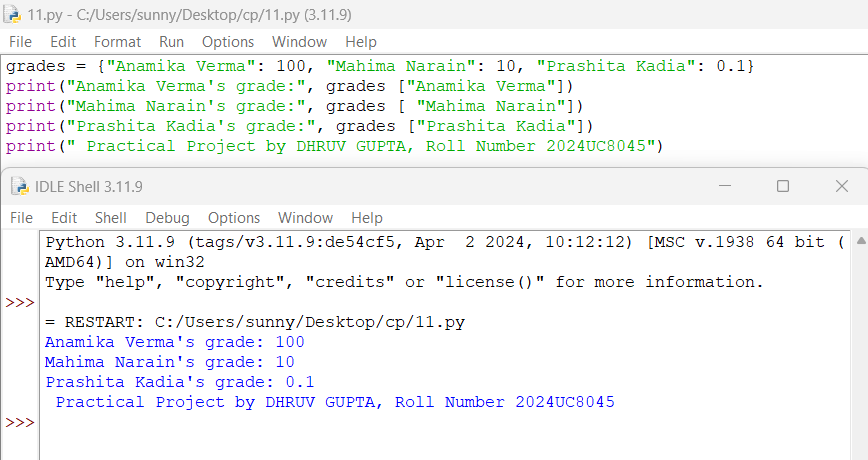 11.py - C:/Users/sunny/Desktop/cp/11.py (3.11.9)
File Edit Format Run Options Window Help
grades = {"Anamika Verma": 100, "Mahima Narain": 10, "Prashita Kadia": 0.1}
print("Anamika Verma's grade:", grades ["Anamika Verma"])
print("Mahima Narain's grade:", grades [ "Mahima Narain"])
print("Prashita Kadia's grade:", grades ["Prashita Kadia"])
print(" Practical Project by DHRUV GUPTA, Roll Number 2024UC8045")
IDLE Shell 3.11.9
File Edit Shell Debug Options Window Help
Python 3.11.9 (tags/v3.11.9:de54cf5, Apr  2 2024, 10:12:12) [MSC v.1938 64 bit (
AMD64)] on win32
Type "help", "copyright", "credits" or "license()" for more information.
>>>
= RESTART: C:/Users/sunny/Desktop/cp/11.py
Anamika Verma's grade: 100
Mahima Narain's grade: 10
Prashita Kadia's grade: 0.1
 Practical Project by DHRUV GUPTA, Roll Number 2024UC8045
>>>